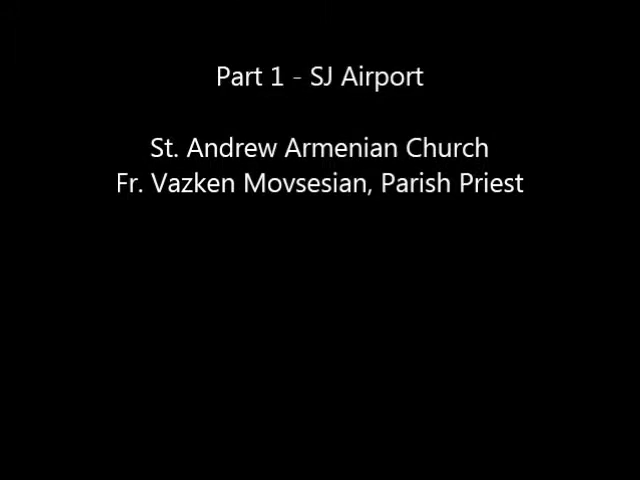 Part 1 - SJ Airport
St. Andrew Armenian Church
Fr. Vazken Movsesian, Parish Priest